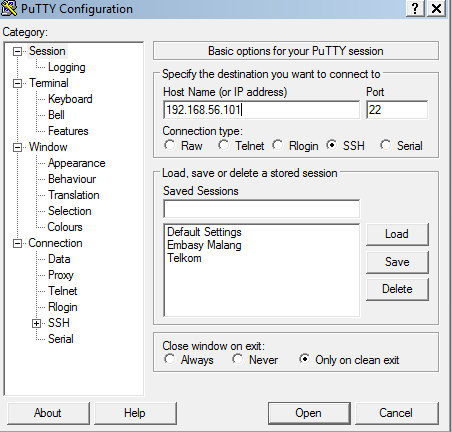 PuTTY Configuration
Category:
Session
Logging
Terminal
Keyboard
Bell
Features
Window
Appearance
Behaviour
Translation
Selection
Colours
Connection
Data
Proxy
Telnet
Rlogin
SSH
Serial
Basic options for your PuTTY session
Specify the destination you want to connect to
Host Name (or IP address) Port
192.168.56.101 22
Connection type:
Raw Telnet Rlogin SSH Serial
Load, save or delete a stored session
Saved Sessions
Default Settings
Embasy Malang
Telkom
Load
Save
Delete
Close window on exit:
Always Never Only on clean exit
About Help Open Cancel